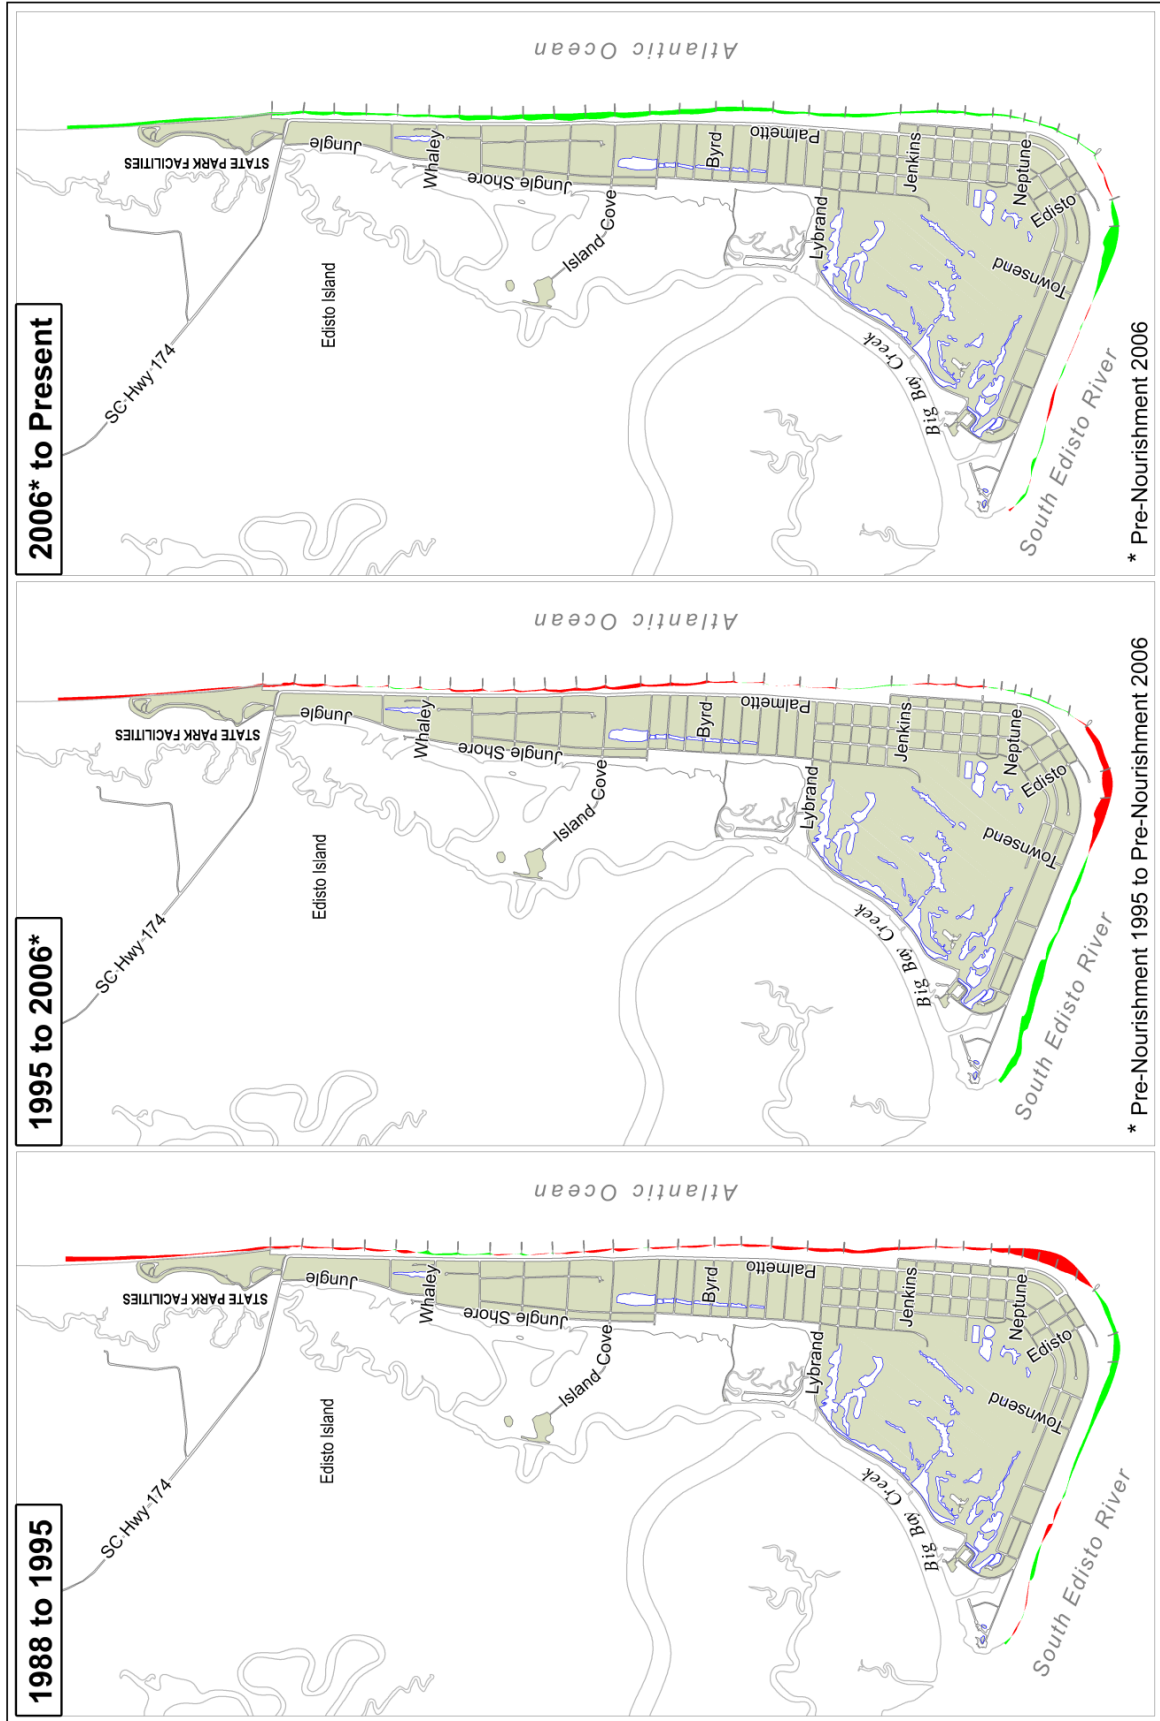 2006* to Present
Atlantic Ocean
STATE PARK FACILITIES
SC Hwy 174
Jungle
Edisto Island
Whaley
Jungle Shore
Island Cove
Byrd
Palmetto
Lybrand
Jenkins
Neptune
Edisto
Townsend
Big Bay Creek
South Edisto River
* Pre-Nourishment 2006
1995 to 2006*
Atlantic Ocean
STATE PARK FACILITIES
SC Hwy 174
Jungle
Edisto Island
Whaley
Jungle Shore
Island Cove
Byrd
Palmetto
Lybrand
Jenkins
Neptune
Edisto
Townsend
Big Bay Creek
South Edisto River
* Pre-Nourishment 1995 to Pre-Nourishment 2006
1988 to 1995
Atlantic Ocean
STATE PARK FACILITIES
SC Hwy 174
Jungle
Edisto Island
Whaley
Jungle Shore
Island Cove
Byrd
Palmetto
Lybrand
Jenkins
Neptune
Edisto
Townsend
Big Bay Creek
South Edisto River